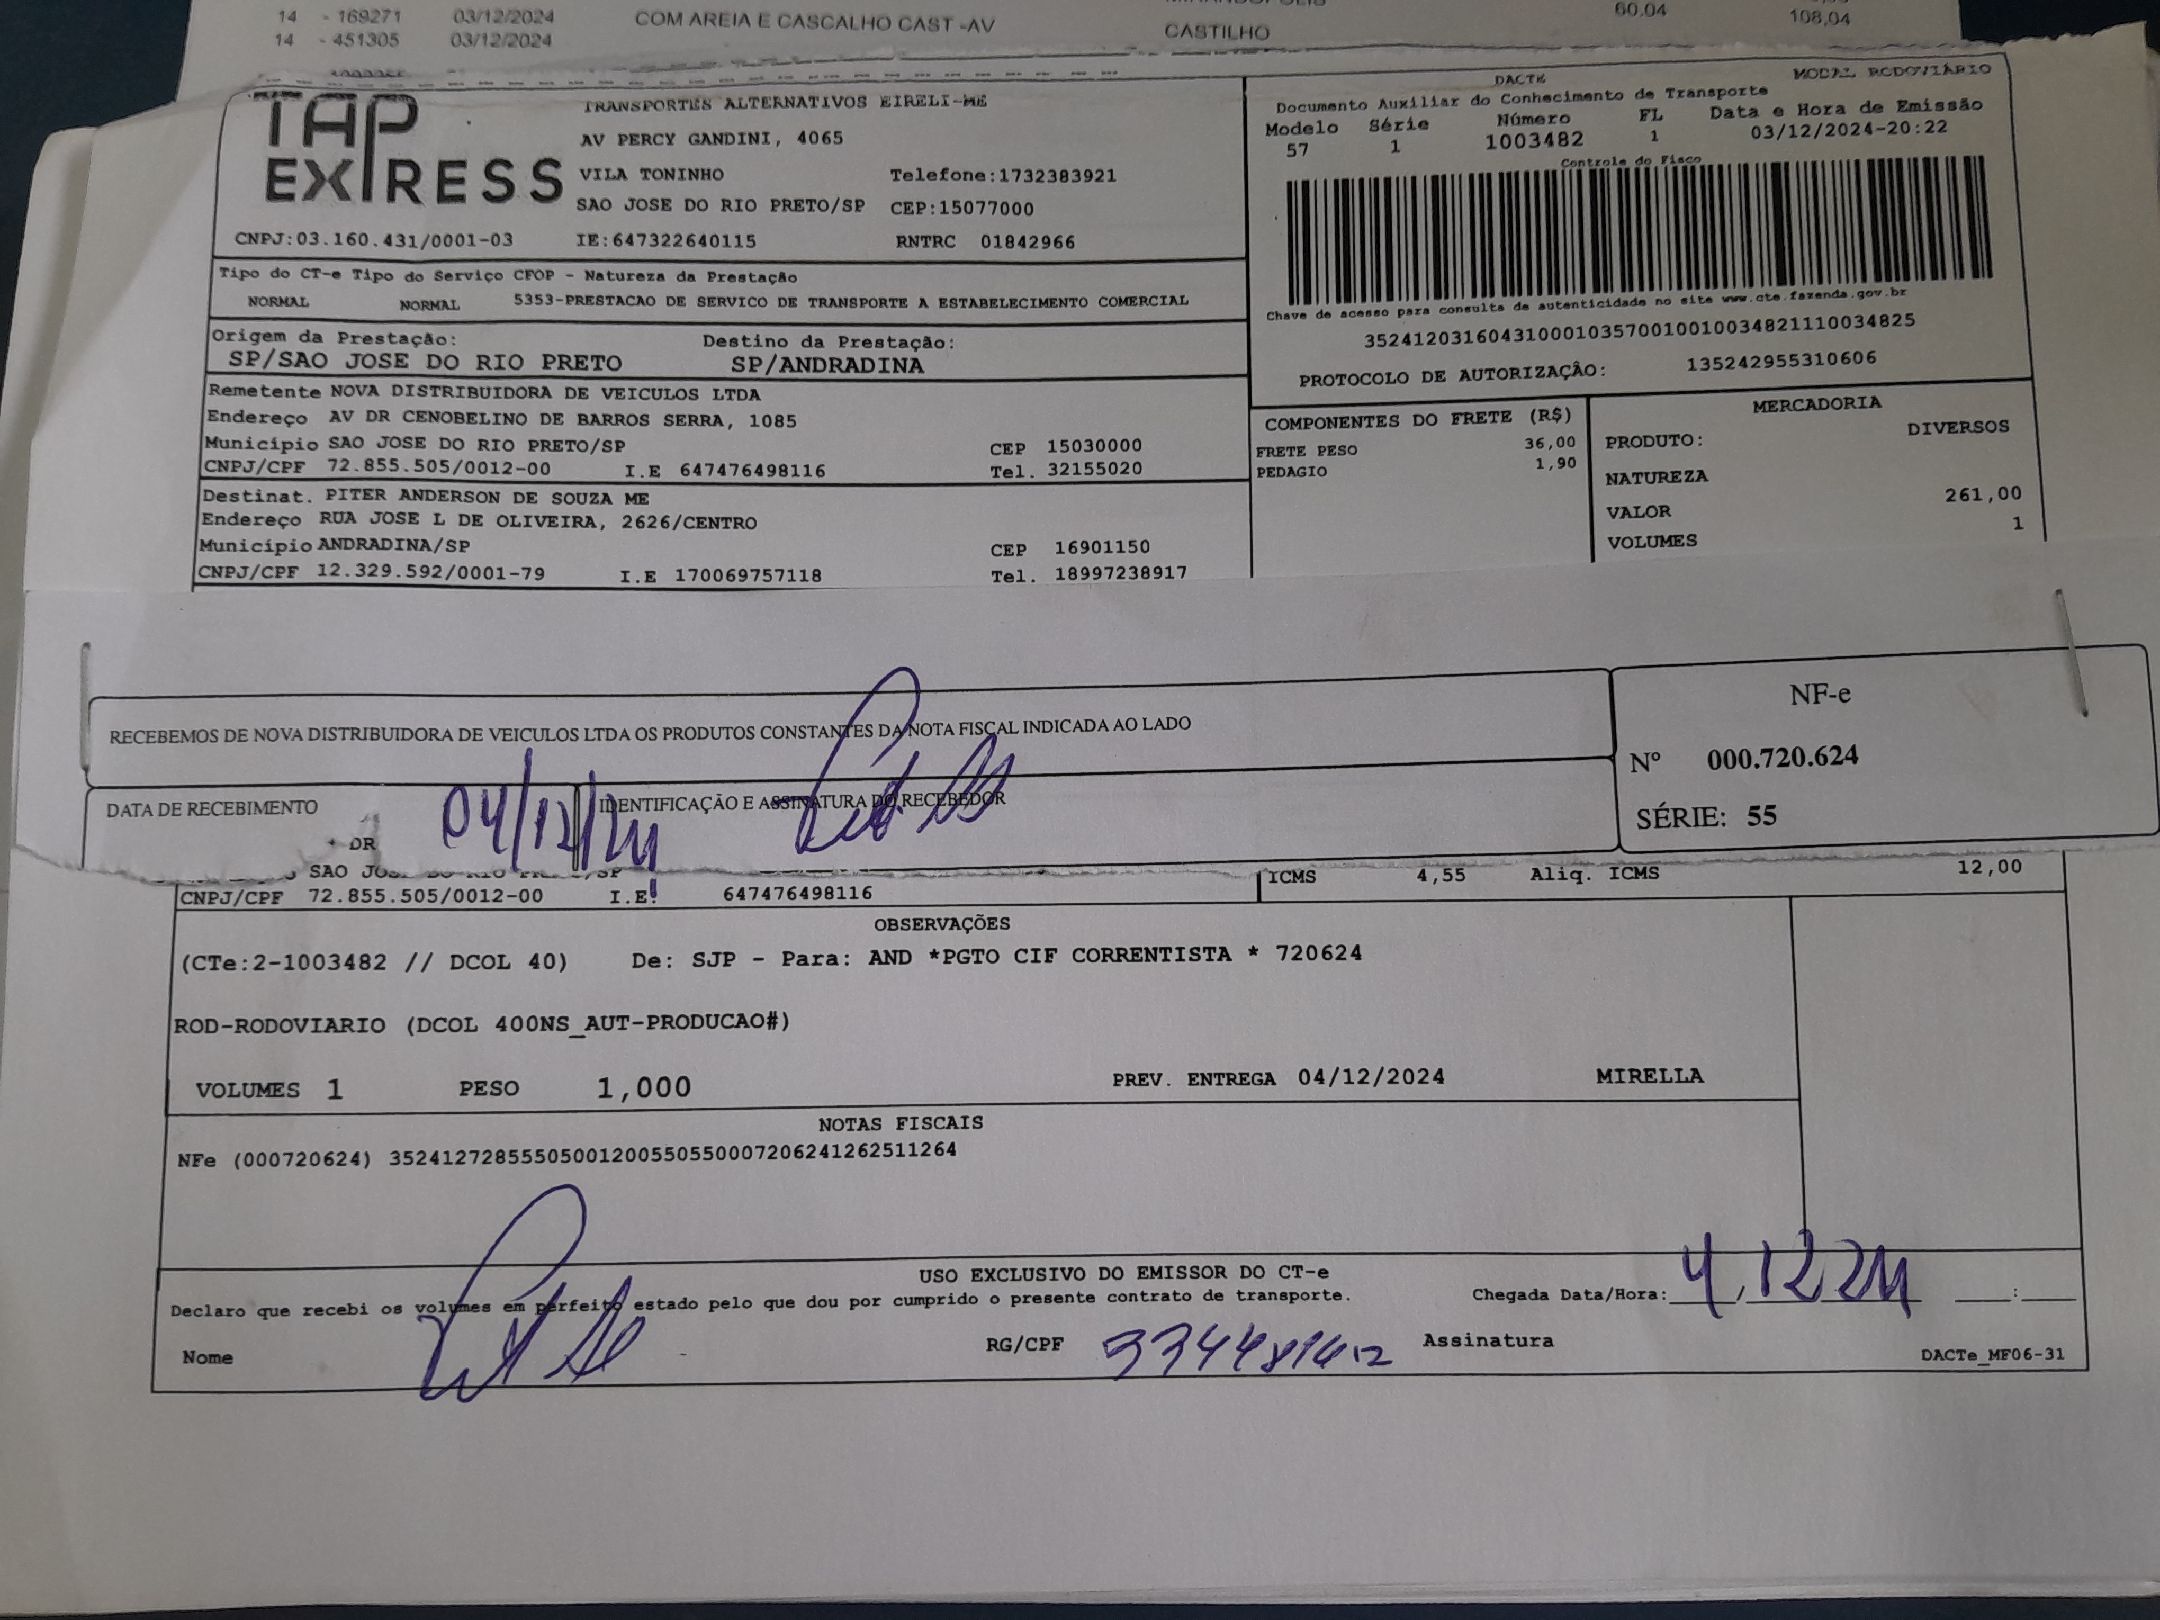 14 - 169271 03/12/2024 COM AREIA E CASCALHO CAST -AV 60,04 108,04
14 - 451305 03/12/2024 CASTILHO
TAP EXPRESS
TRANSPORTES ALTERNATIVOS EIRELI-ME
AV PERCY GANDINI, 4065
VILA TONINHO Telefone:1732383921
SAO JOSE DO RIO PRETO/SP CEP:15077000
CNPJ:03.160.431/0001-03 IE:647322640115 RNTRC 01842966
DACTE MODAL RODOVIÁRIO
Documento Auxiliar do Conhecimento de Transporte
Modelo Série Número FL Data e Hora de Emissão
57 1 1003482 1 03/12/2024-20:22
Controle do Fisco
Chave de acesso para consulta de autenticidade no site www.cte.fazenda.gov.br
35241203160431000103570010010034821110034825
PROTOCOLO DE AUTORIZAÇÃO: 135242955310606
Tipo do CT-e Tipo do Serviço CFOP - Natureza da Prestação
NORMAL NORMAL 5353-PRESTACAO DE SERVICO DE TRANSPORTE A ESTABELECIMENTO COMERCIAL
Origem da Prestação: Destino da Prestação:
SP/SAO JOSE DO RIO PRETO SP/ANDRADINA
Remetente NOVA DISTRIBUIDORA DE VEICULOS LTDA
Endereço AV DR CENOBELINO DE BARROS SERRA, 1085
Município SAO JOSE DO RIO PRETO/SP CEP 15030000
CNPJ/CPF 72.855.505/0012-00 I.E 647476498116 Tel. 32155020
Destinat. PITER ANDERSON DE SOUZA ME
Endereço RUA JOSE L DE OLIVEIRA, 2626/CENTRO
Município ANDRADINA/SP CEP 16901150
CNPJ/CPF 12.329.592/0001-79 I.E 170069757118 Tel. 18997238917
COMPONENTES DO FRETE (R$)
FRETE PESO 36,00
PEDAGIO 1,90
MERCADORIA
PRODUTO: DIVERSOS
NATUREZA
VALOR 261,00
VOLUMES 1
RECEBEMOS DE NOVA DISTRIBUIDORA DE VEICULOS LTDA OS PRODUTOS CONSTANTES DA NOTA FISCAL INDICADA AO LADO
NF-e
Nº 000.720.624
SÉRIE: 55
DATA DE RECEBIMENTO 04/12/24 IDENTIFICAÇÃO E ASSINATURA DO RECEBEDOR
DR
CNPJ/CPF 72.855.505/0012-00 I.E 647476498116
ICMS 4,55 Aliq. ICMS 12,00
OBSERVAÇÕES
(CTe:2-1003482 // DCOL 40) De: SJP - Para: AND *PGTO CIF CORRENTISTA * 720624
ROD-RODOVIARIO (DCOL 400NS_AUT-PRODUCAO#)
VOLUMES 1 PESO 1,000 PREV. ENTREGA 04/12/2024 MIRELLA
NOTAS FISCAIS
NFe (000720624) 35241272855505001200550550007206241262511264
USO EXCLUSIVO DO EMISSOR DO CT-e
Declaro que recebi os volumes em perfeito estado pelo que dou por cumprido o presente contrato de transporte. Chegada Data/Hora: 4/12 24 :
Nome RG/CPF 334481612 Assinatura
DACTe_MF06-31